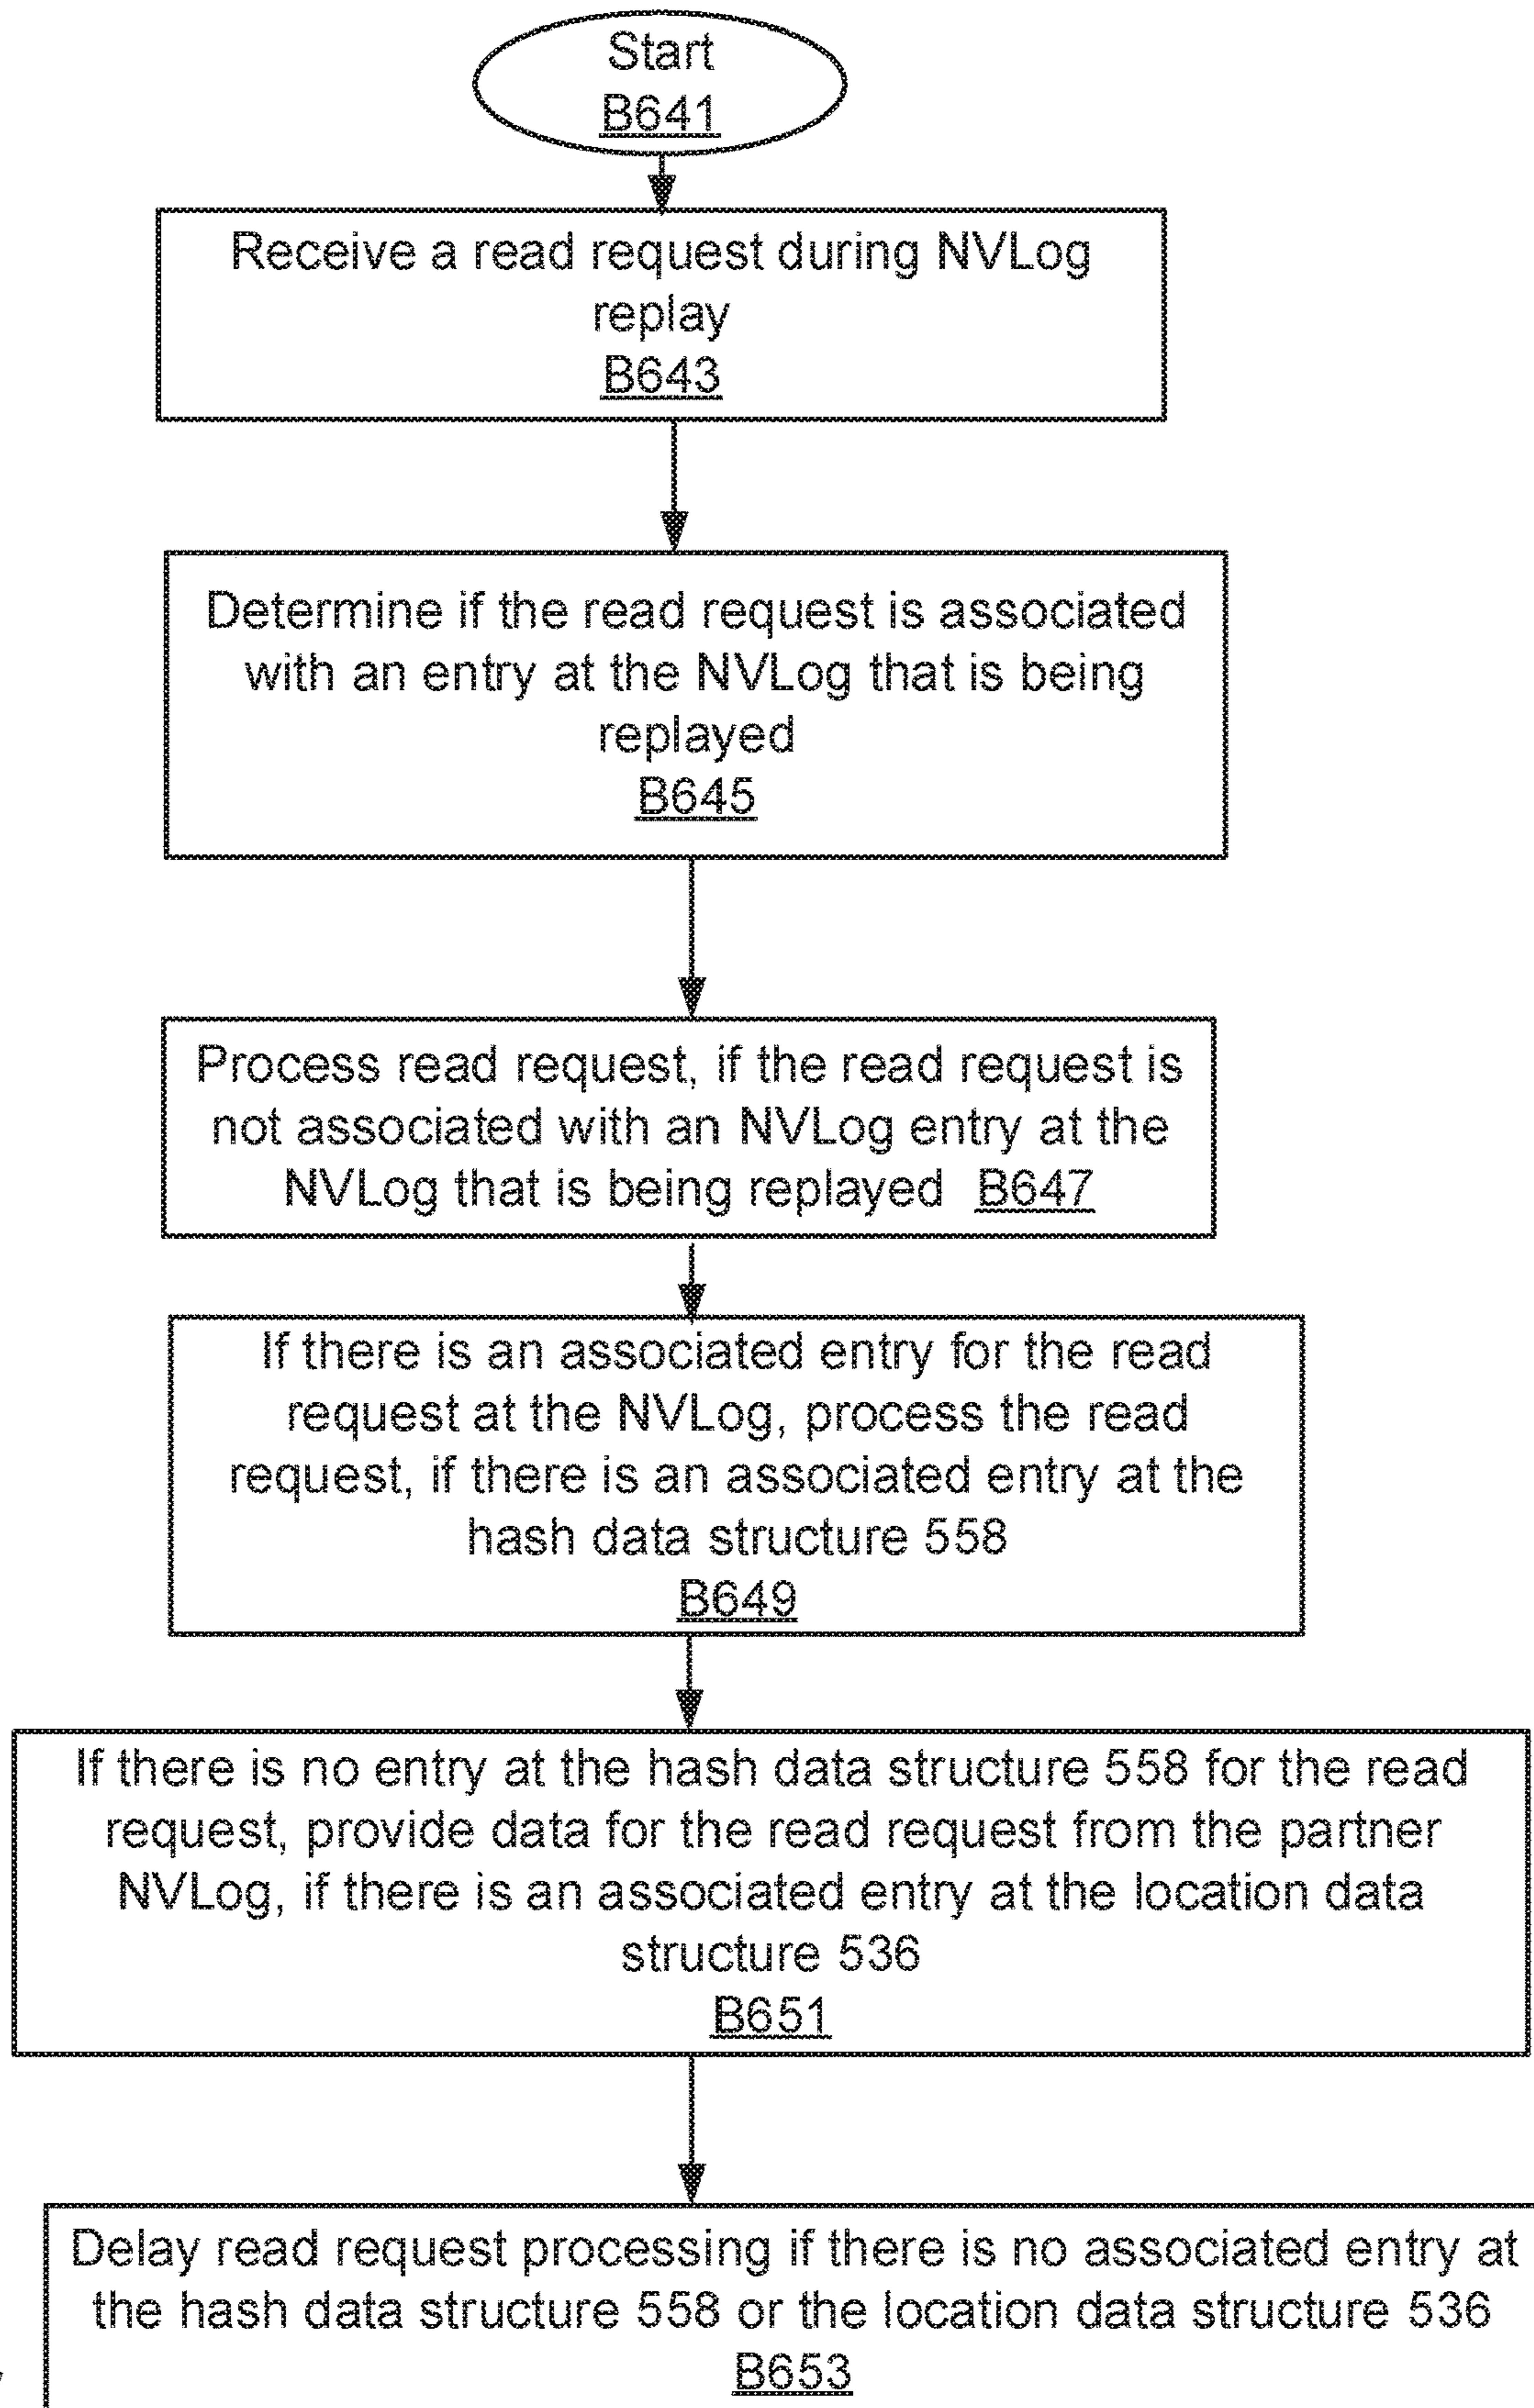 Start
B641
Receive a read request during NVLog
replay
B643
Determine if the read request is associated
with an entry at the NVLog that is being
replayed
B645
Process read request, if the read request is
not associated with an NVLog entry at the
NVLog that is being replayed B647
If there is an associated entry for the read
request at the NVLog, process the read
request, if there is an associated entry at the
hash data structure 558
B649
If there is no entry at the hash data structure 558 for the read
request, provide data for the read request from the partner
NVLog, if there is an associated entry at the location data
structure 536
B651
Delay read request processing if there is no associated entry at
the hash data structure 558 or the location data structure 536
B653